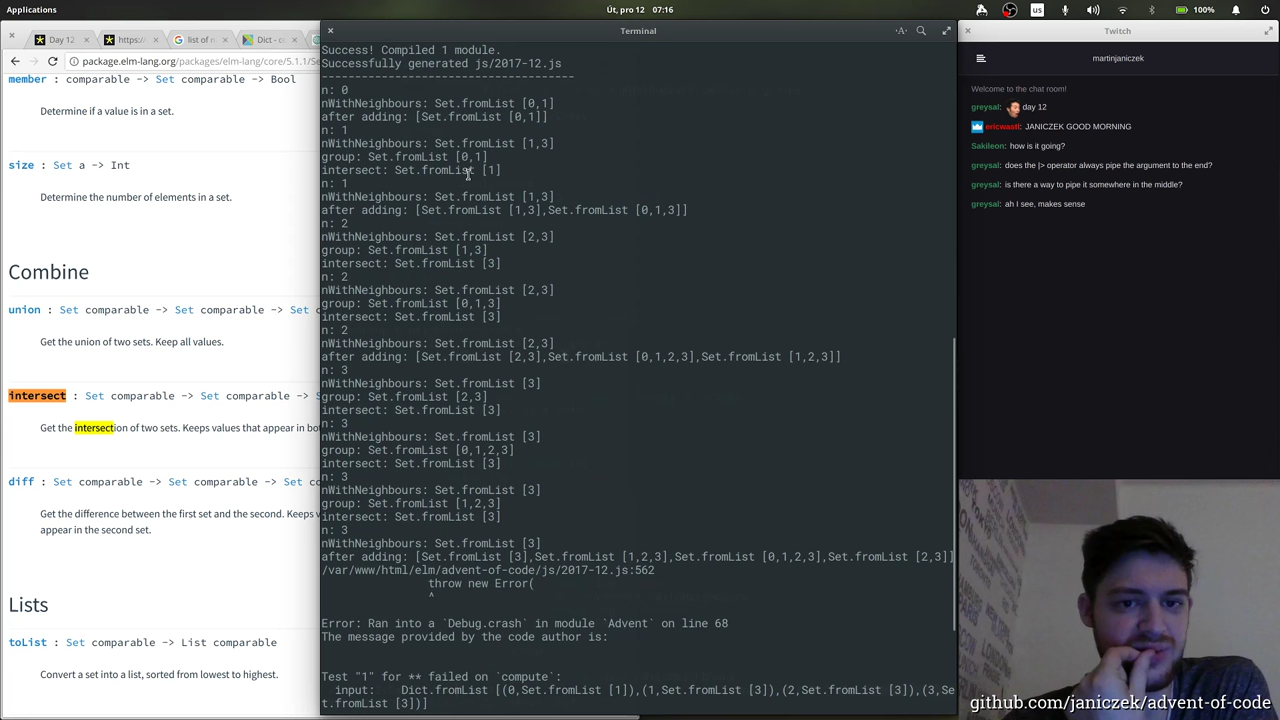 Applications
Út, pro 12 07:16
us
100%
Day 12
https:/
list of n
Dict - c
package.elm-lang.org/packages/elm-lang/core/5.1.1/Se
member : comparable -> Set comparable -> Bool
Determine if a value is in a set.
size : Set a -> Int
Determine the number of elements in a set.
Combine
union : Set comparable -> Set comparable -> Set c
Get the union of two sets. Keep all values.
intersect : Set comparable -> Set comparable -> S
Get the intersection of two sets. Keeps values that appear in bot
diff : Set comparable -> Set comparable -> Set co
Get the difference between the first set and the second. Keeps v
appear in the second set.
Lists
toList : Set comparable -> List comparable
Convert a set into a list, sorted from lowest to highest.
Terminal
Success! Compiled 1 module.
Successfully generated js/2017-12.js
--------------------------------------
n: 0
nWithNeighbours: Set.fromList [0,1]
after adding: [Set.fromList [0,1]]
n: 1
nWithNeighbours: Set.fromList [1,3]
group: Set.fromList [0,1]
intersect: Set.fromList [1]
n: 1
nWithNeighbours: Set.fromList [1,3]
after adding: [Set.fromList [1,3],Set.fromList [0,1,3]]
n: 2
nWithNeighbours: Set.fromList [2,3]
group: Set.fromList [1,3]
intersect: Set.fromList [3]
n: 2
nWithNeighbours: Set.fromList [2,3]
group: Set.fromList [0,1,3]
intersect: Set.fromList [3]
n: 2
nWithNeighbours: Set.fromList [2,3]
after adding: [Set.fromList [2,3],Set.fromList [0,1,2,3],Set.fromList [1,2,3]]
n: 3
nWithNeighbours: Set.fromList [3]
group: Set.fromList [2,3]
intersect: Set.fromList [3]
n: 3
nWithNeighbours: Set.fromList [3]
group: Set.fromList [0,1,2,3]
intersect: Set.fromList [3]
n: 3
nWithNeighbours: Set.fromList [3]
group: Set.fromList [1,2,3]
intersect: Set.fromList [3]
n: 3
nWithNeighbours: Set.fromList [3]
after adding: [Set.fromList [3],Set.fromList [1,2,3],Set.fromList [0,1,2,3],Set.fromList [2,3]]
/var/www/html/elm/advent-of-code/js/2017-12.js:562
throw new Error(
^
Error: Ran into a `Debug.crash` in module `Advent` on line 68
The message provided by the code author is:
Test "1" for ** failed on `compute`:
input: Dict.fromList [(0,Set.fromList [1]),(1,Set.fromList [3]),(2,Set.fromList [3]),(3,Se
t.fromList [3])]
Twitch
martinjaniczek
Welcome to the chat room!
greysal: day 12
ericwastl: JANICZEK GOOD MORNING
Sakileon: how is it going?
greysal: does the |> operator always pipe the argument to the end?
greysal: is there a way to pipe it somewhere in the middle?
greysal: ah I see, makes sense
github.com/janiczek/advent-of-code